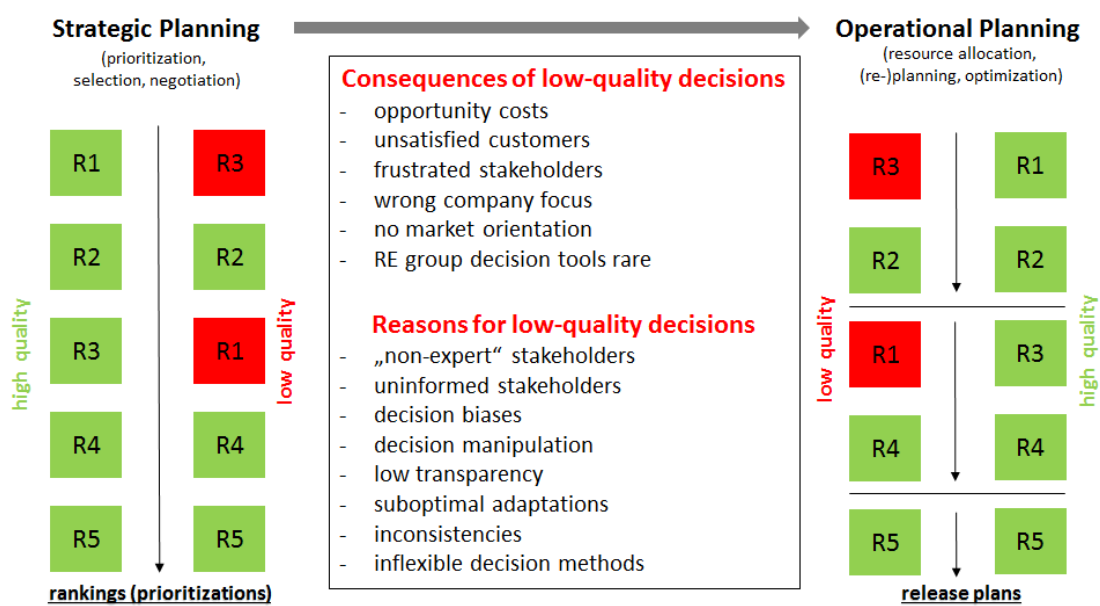 Strategic Planning
(prioritization,
selection, negotiation)
R1
R2
R3
R4
R5
high quality
R3
R2
R1
R4
R5
low quality
rankings (prioritizations)
Consequences of low-quality decisions
- opportunity costs
- unsatisfied customers
- frustrated stakeholders
- wrong company focus
- no market orientation
- RE group decision tools rare
Reasons for low-quality decisions
- „non-expert“ stakeholders
- uninformed stakeholders
- decision biases
- decision manipulation
- low transparency
- suboptimal adaptations
- inconsistencies
- inflexible decision methods
Operational Planning
(resource allocation,
(re-)planning, optimization)
R3
R2
R1
R4
R5
low quality
R1
R2
R3
R4
R5
high quality
release plans